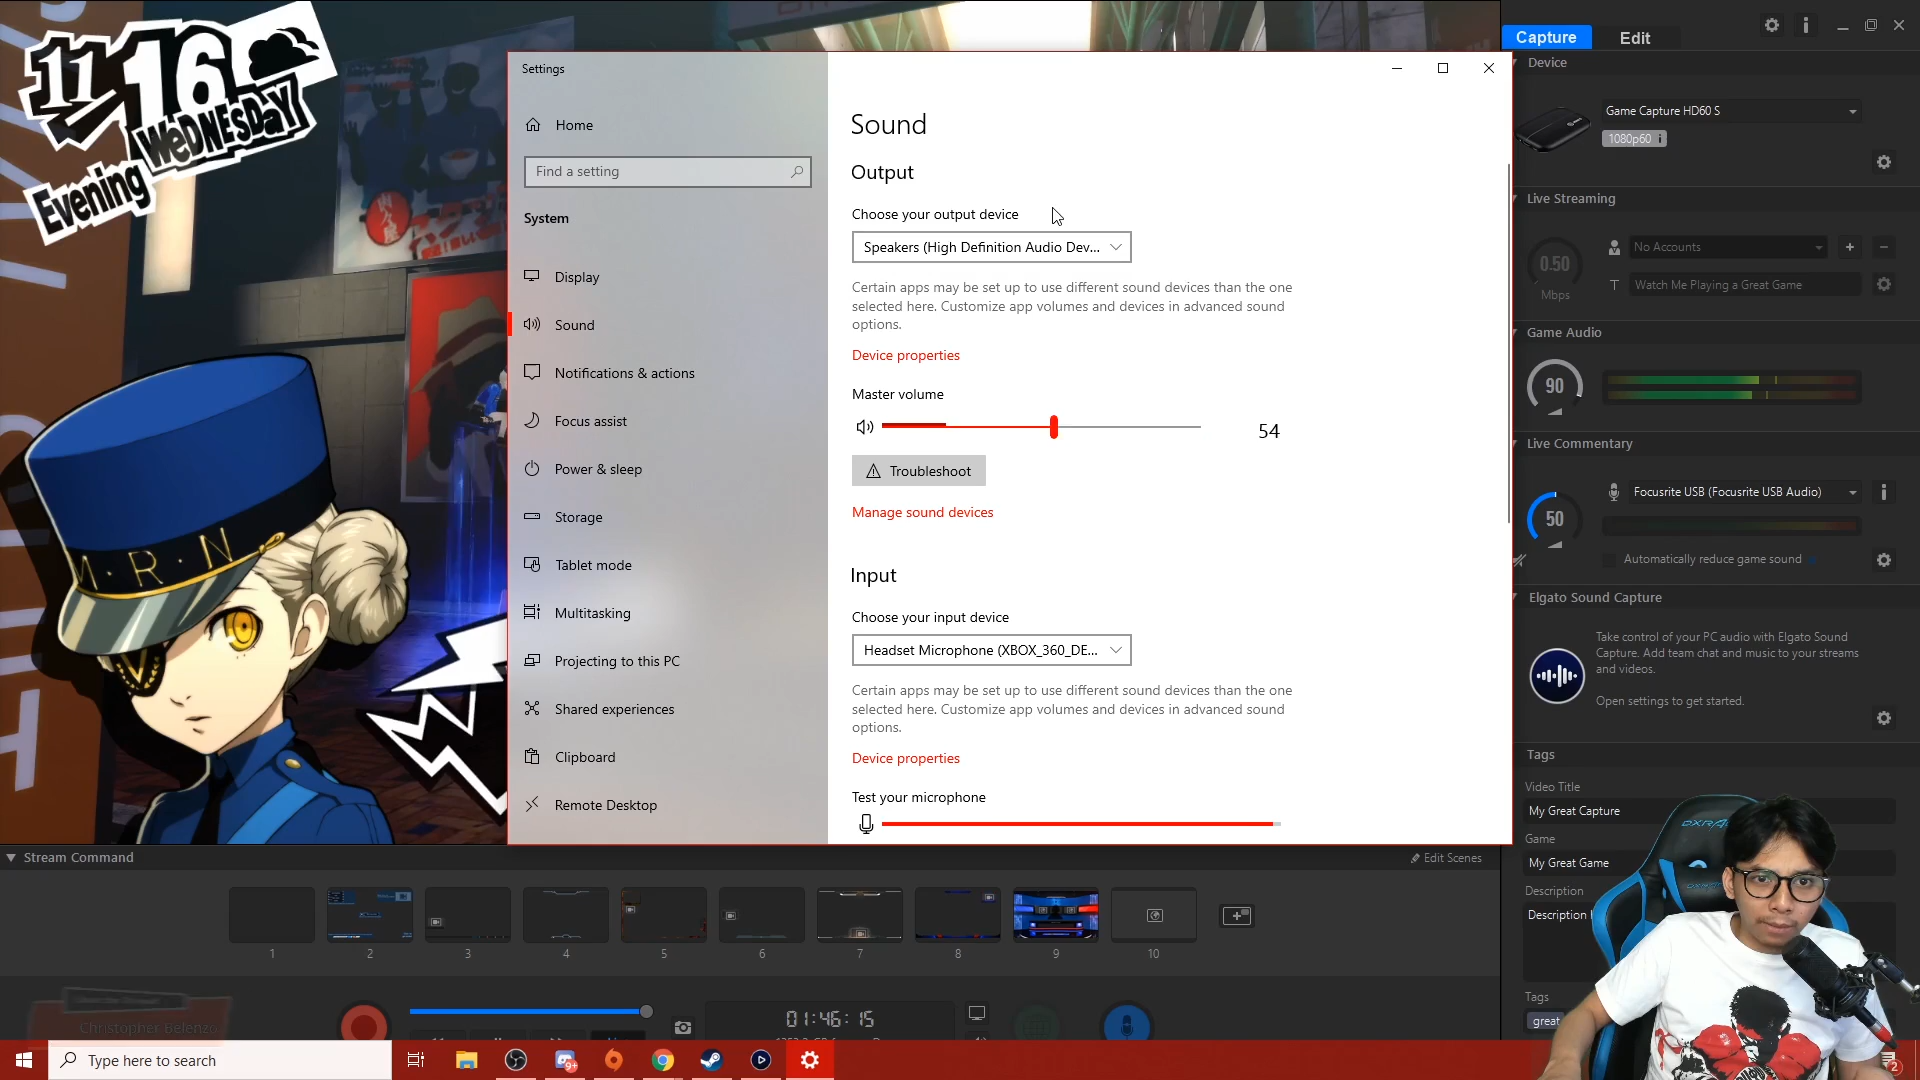 11/16
WEDNESDAY
Evening
M·R·N
Settings
Home
Find a setting
System
Display
Sound
Notifications & actions
Focus assist
Power & sleep
Storage
Tablet mode
Multitasking
Projecting to this PC
Shared experiences
Clipboard
Remote Desktop
Sound
Output
Choose your output device
Speakers (High Definition Audio Dev...
Certain apps may be set up to use different sound devices than the one
selected here. Customize app volumes and devices in advanced sound
options.
Device properties
Master volume
54
Troubleshoot
Manage sound devices
Input
Choose your input device
Headset Microphone (XBOX_360_DE...
Certain apps may be set up to use different sound devices than the one
selected here. Customize app volumes and devices in advanced sound
options.
Device properties
Test your microphone
Capture
Edit
Device
Game Capture HD60 S
1080p60
Live Streaming
No Accounts
0.50
Mbps
Watch Me Playing a Great Game
Game Audio
90
Live Commentary
Focusrite USB (Focusrite USB Audio)
50
Automatically reduce game sound
Elgato Sound Capture
Take control of your PC audio with Elgato Sound
Capture. Add team chat and music to your streams
and videos.
Open settings to get started.
Tags
Video Title
My Great Capture
Game
My Great Game
Description
Description
Tags
great
Stream Command
Edit Scenes
1
2
3
4
5
6
7
8
9
10
Christopher Belenzo
01:46:15
Type here to search
9+
2